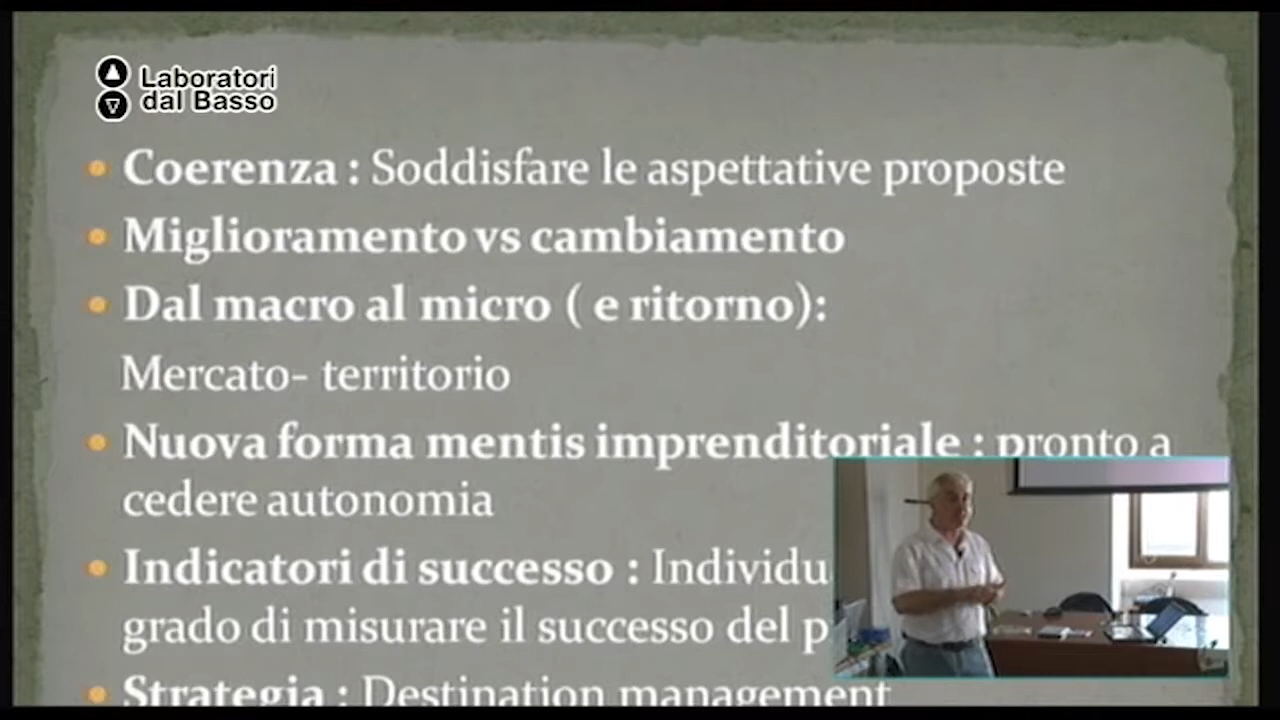 Laboratori
dal Basso
• Coerenza : Soddisfare le aspettative proposte
• Miglioramento vs cambiamento
• Dal macro al micro ( e ritorno):
Mercato- territorio
• Nuova forma mentis imprenditoriale : pronto a
cedere autonomia
• Indicatori di successo :
grado di misurare il successo del
• Strategia : Destination management